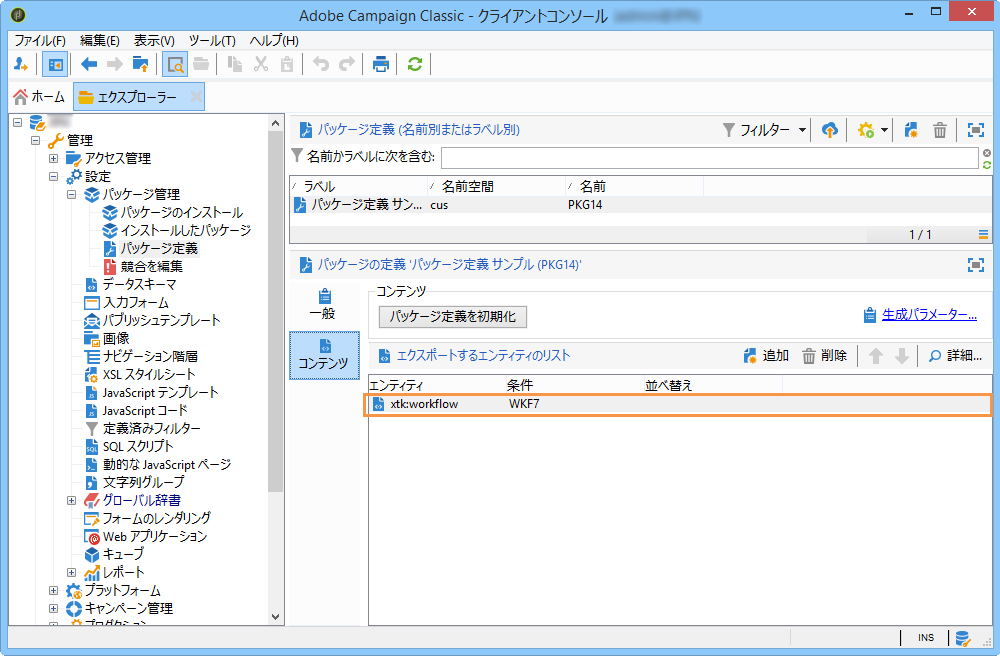 Adobe Campaign Classic - クライアントコンソール
ファイル(F) 編集(E) 表示(V) ツール(T) ヘルプ(H)
ホーム エクスプローラー
管理
アクセス管理
設定
パッケージ管理
パッケージのインストール
インストールしたパッケージ
パッケージ定義
競合を編集
データスキーマ
入力フォーム
パブリッシュテンプレート
画像
ナビゲーション階層
XSL スタイルシート
JavaScript テンプレート
JavaScript コード
定義済みフィルター
SQL スクリプト
動的な JavaScript ページ
文字列グループ
グローバル辞書
フォームのレンダリング
Web アプリケーション
キューブ
レポート
プラットフォーム
キャンペーン管理
プロダクション
パッケージ定義 (名前別またはラベル別)
フィルター
名前かラベルに次を含む:
ラベル 名前空間 名前
パッケージ定義 サン... cus PKG14
1 / 1
パッケージの定義 'パッケージ定義 サンプル (PKG14)'
一般
コンテンツ
コンテンツ
パッケージ定義を初期化
生成パラメーター...
エクスポートするエンティティのリスト
追加 削除 詳細...
エンティティ 条件 並べ替え
xtk:workflow WKF7
INS